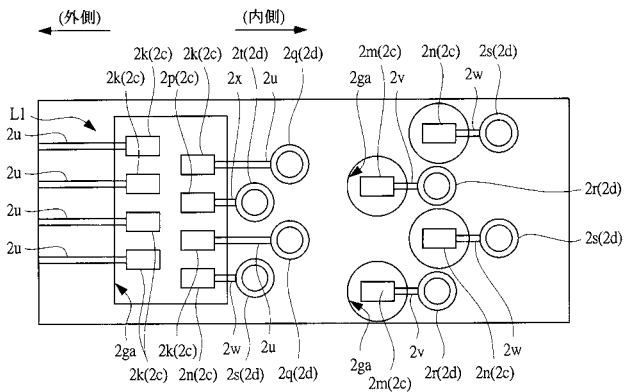 (外側)
(内側)
2k(2c) 2k(2c) 2t(2d) 2q(2d) 2m(2c) 2n(2c) 2s(2d)
2k(2c) 2p(2c) 2x 2u 2ga 2v 2w
L1
2u
2u
2r(2d)
2u
2s(2d)
2u
2ga 2k(2c) 2w 2u 2ga 2v 2w
2k(2c) 2n(2c) 2s(2d) 2q(2d) 2m(2c) 2r(2d) 2n(2c)